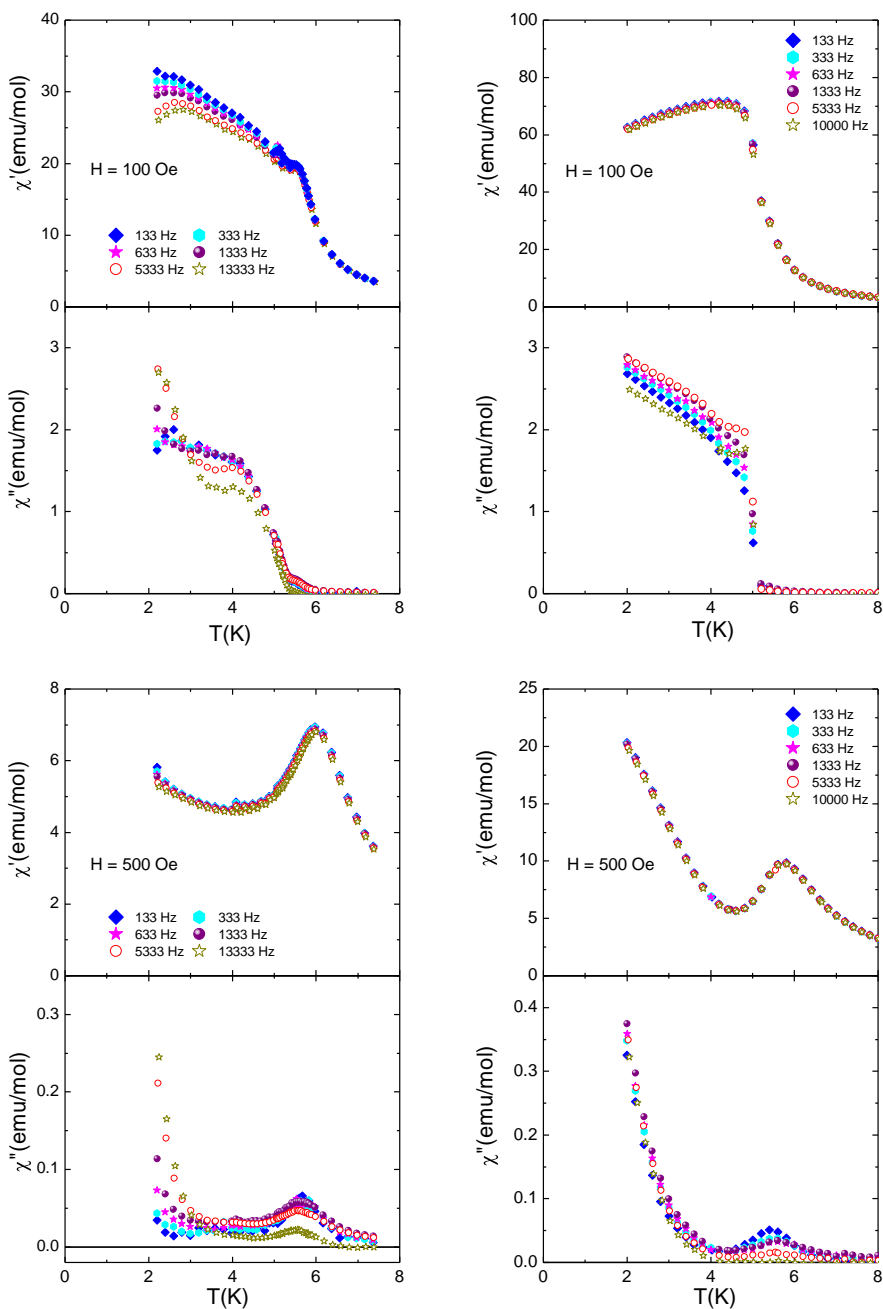 40
30
20
10
0
χ'(emu/mol)
H = 100 Oe
133 Hz 333 Hz
633 Hz 1333 Hz
5333 Hz 13333 Hz
3
2
1
0
χ"(emu/mol)
0 2 4 6 8
T(K)
100
90
80
70
60
50
40
30
20
10
0
χ'(emu/mol)
133 Hz
333 Hz
633 Hz
1333 Hz
5333 Hz
10000 Hz
H = 100 Oe
3
2
1
0
χ"(emu/mol)
0 2 4 6 8
T(K)
8
6
4
2
0
χ'(emu/mol)
H = 500 Oe
133 Hz 333 Hz
633 Hz 1333 Hz
5333 Hz 13333 Hz
0.3
0.2
0.1
0.0
χ"(emu/mol)
0 2 4 6 8
T(K)
25
20
15
10
5
0
χ'(emu/mol)
133 Hz
333 Hz
633 Hz
1333 Hz
5333 Hz
10000 Hz
H = 500 Oe
0.4
0.3
0.2
0.1
0.0
χ"(emu/mol)
0 2 4 6 8
T(K)